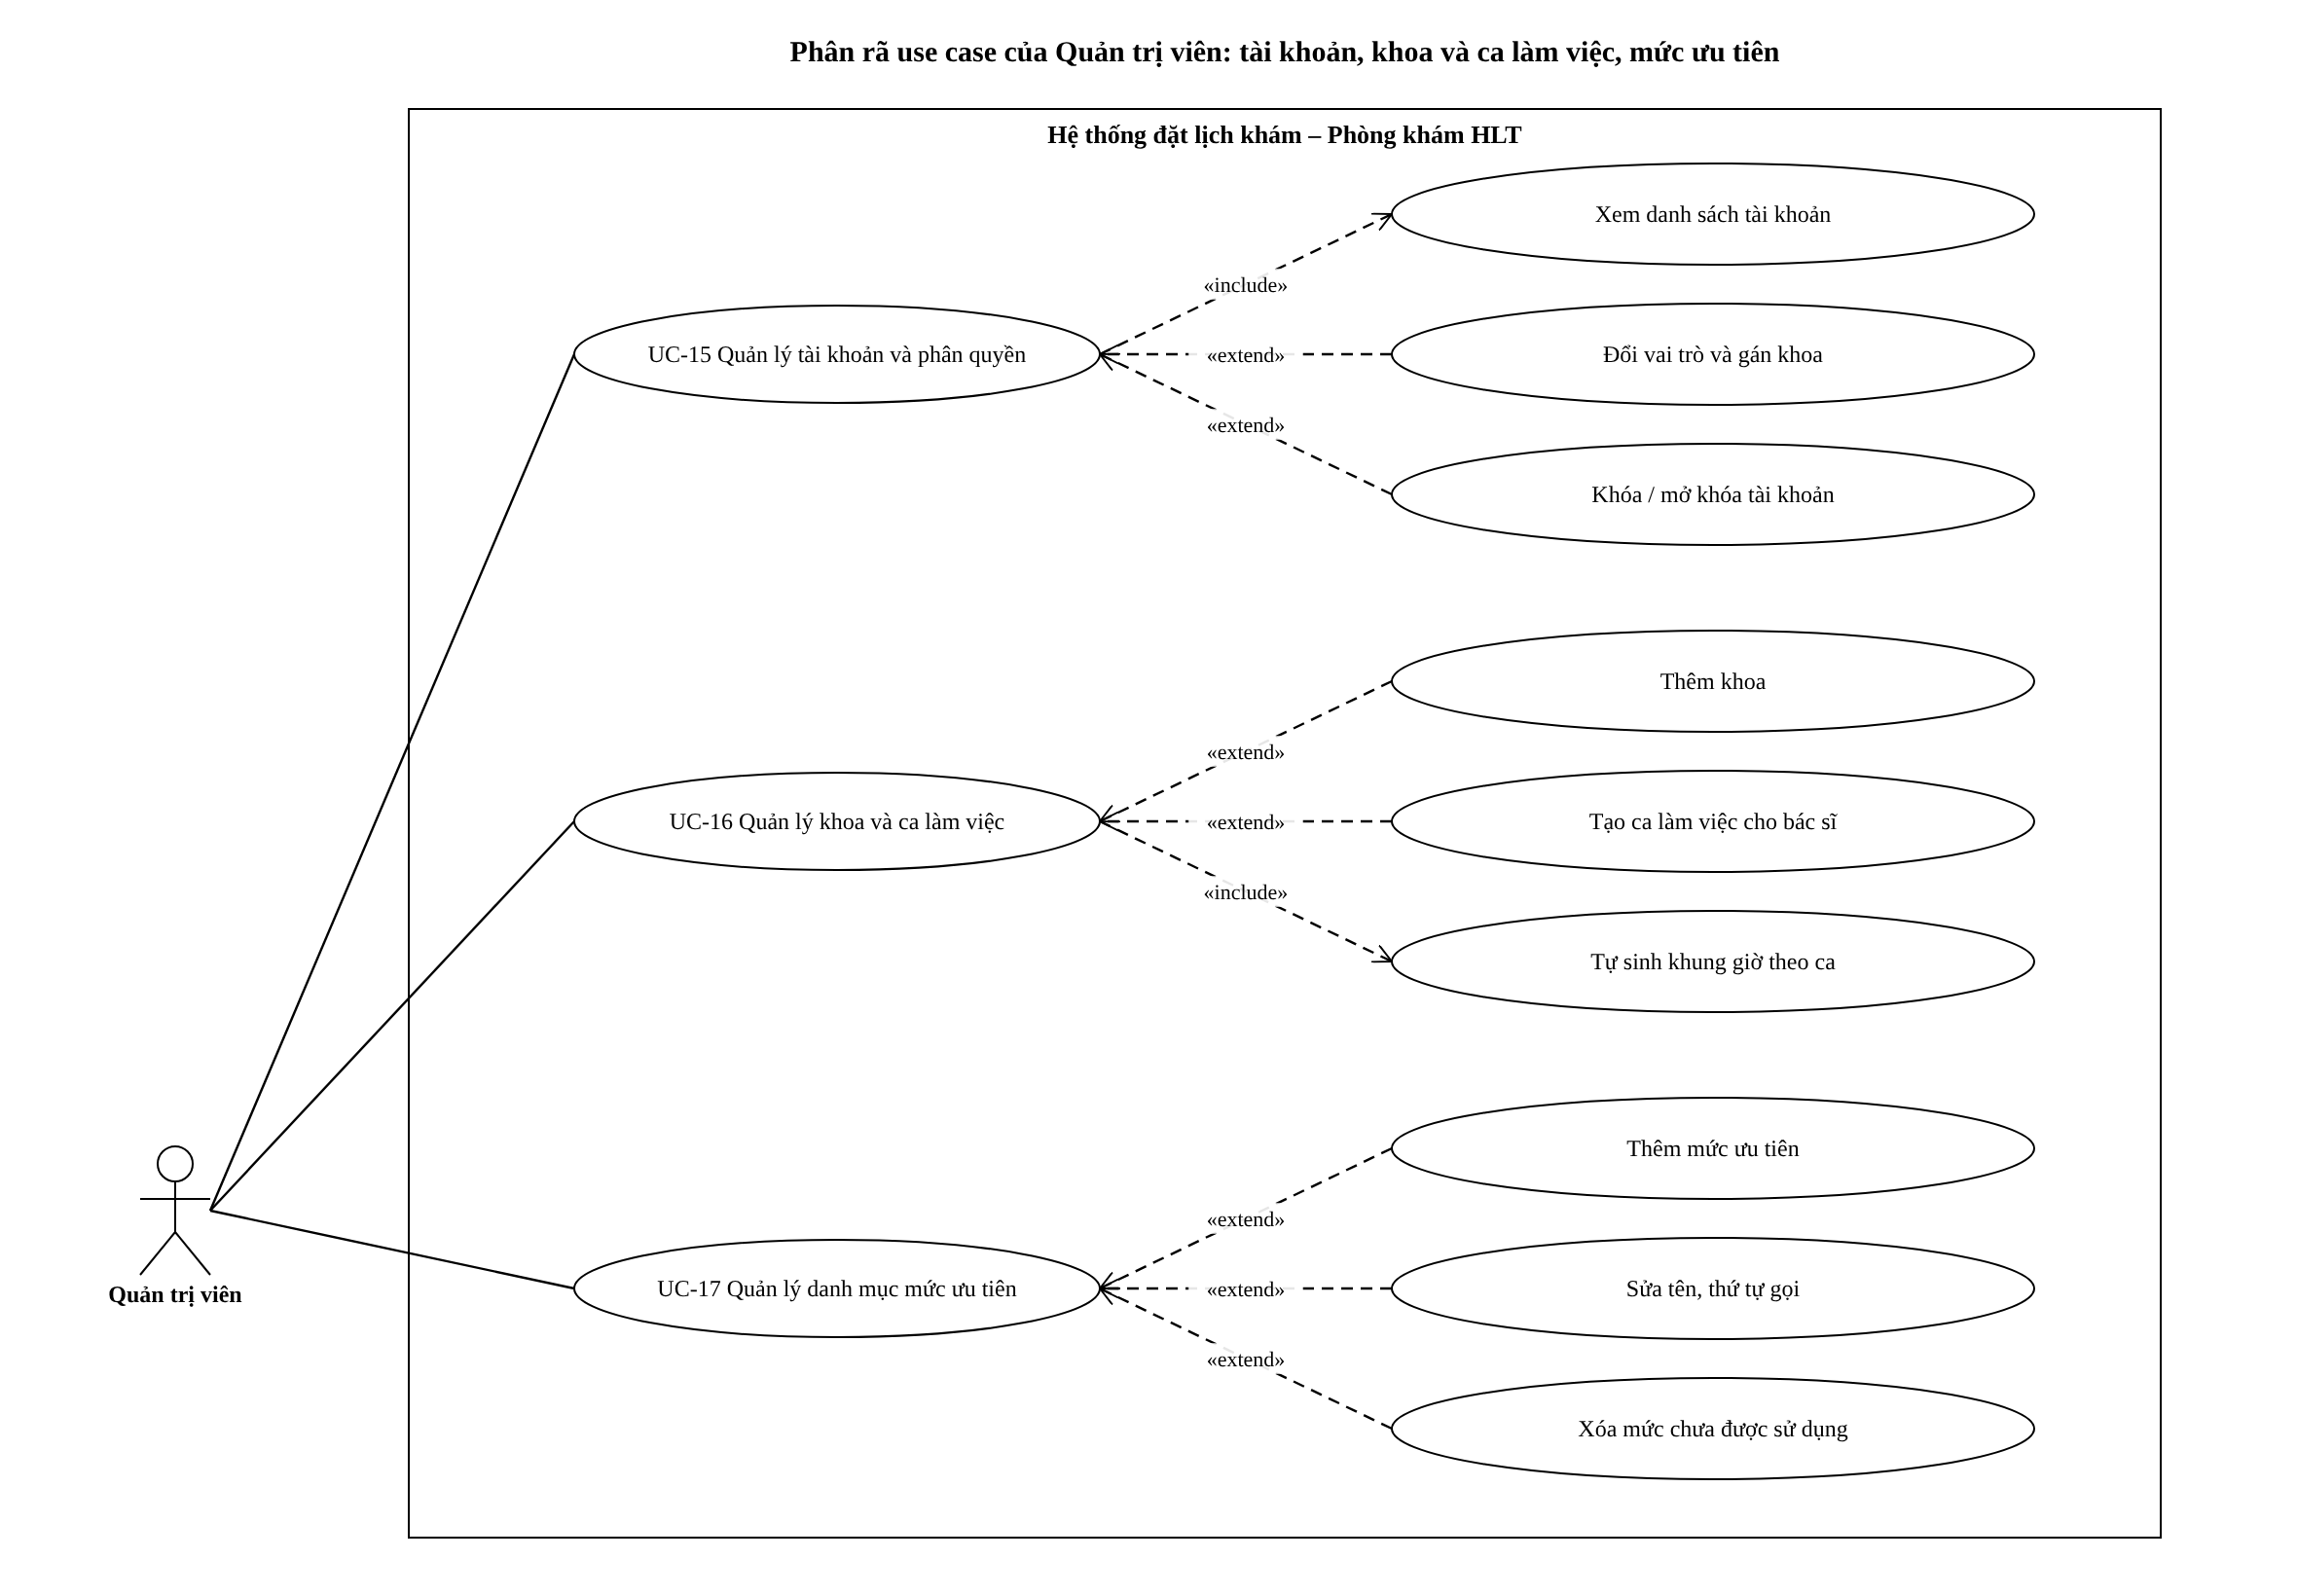 Phân rã use case của Quản trị viên: tài khoản, khoa và ca làm việc, mức ưu tiên
Hệ thống đặt lịch khám – Phòng khám HLT
Xem danh sách tài khoản
«include»
UC-15 Quản lý tài khoản và phân quyền
«extend»
Đổi vai trò và gán khoa
«extend»
Khóa / mở khóa tài khoản
Thêm khoa
«extend»
UC-16 Quản lý khoa và ca làm việc
«extend»
Tạo ca làm việc cho bác sĩ
«include»
Tự sinh khung giờ theo ca
Thêm mức ưu tiên
«extend»
Quản trị viên
UC-17 Quản lý danh mục mức ưu tiên
«extend»
Sửa tên, thứ tự gọi
«extend»
Xóa mức chưa được sử dụng